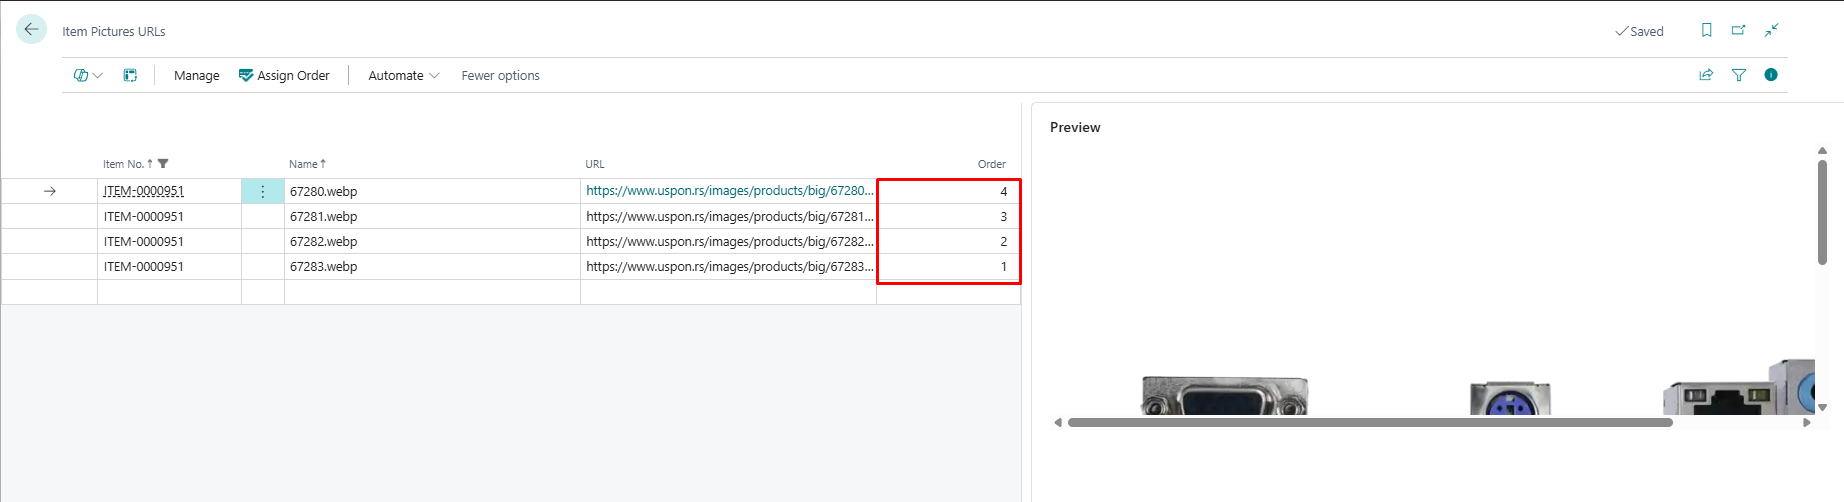 Item Pictures URLs
Saved
Manage Assign Order Automate Fewer options
Preview
Item No. Name URL Order
ITEM-0000951 67280.webp https://www.uspon.rs/images/products/big/67280... 4
ITEM-0000951 67281.webp https://www.uspon.rs/images/products/big/67281... 3
ITEM-0000951 67282.webp https://www.uspon.rs/images/products/big/67282... 2
ITEM-0000951 67283.webp https://www.uspon.rs/images/products/big/67283... 1